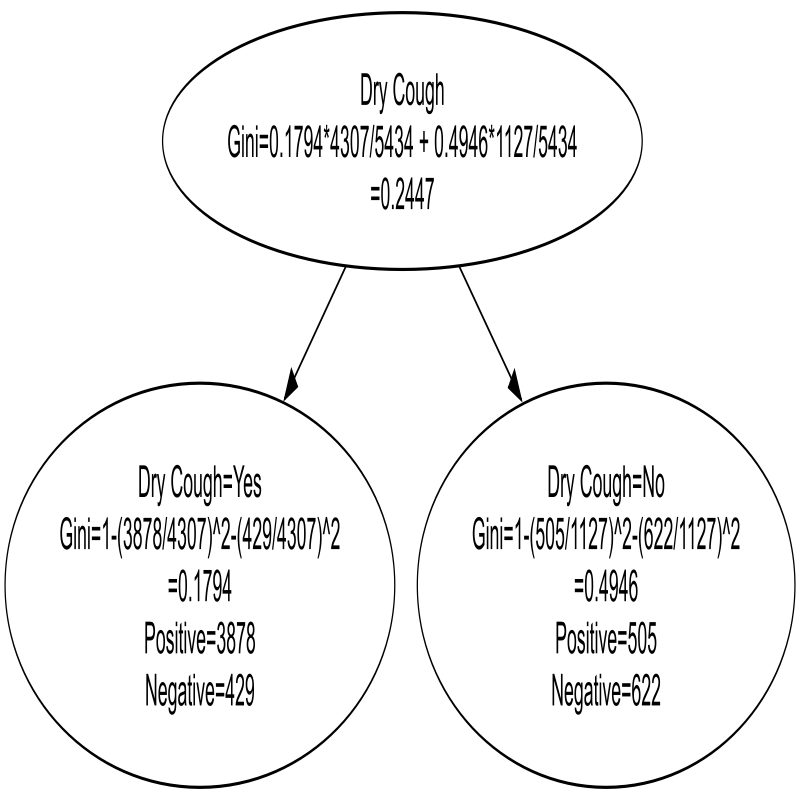 Dry Cough
Gini=0.1794*4307/5434 + 0.4946*1127/5434
=0.2447
Dry Cough=Yes
Gini=1-(3878/4307)^2-(429/4307)^2
=0.1794
Positive=3878
Negative=429
Dry Cough=No
Gini=1-(505/1127)^2-(622/1127)^2
=0.4946
Positive=505
Negative=622